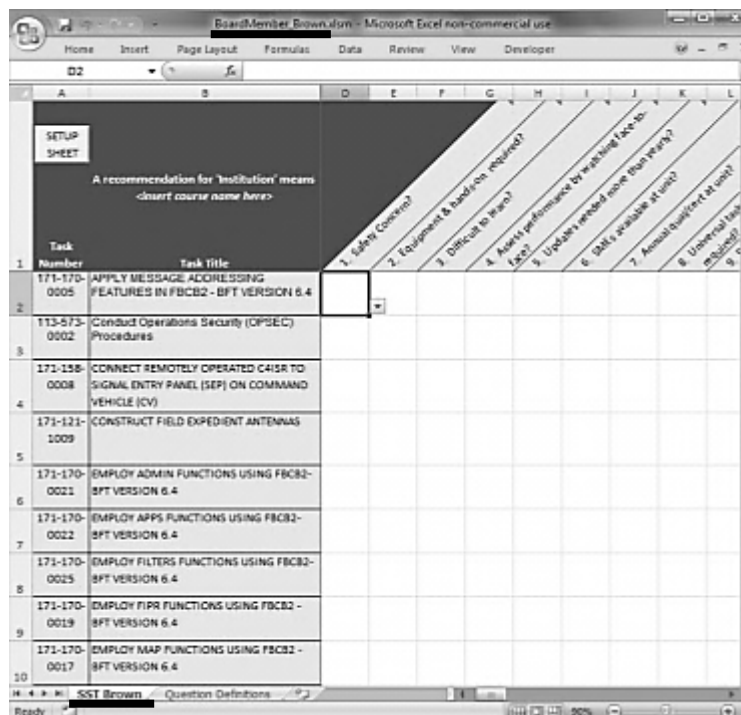 BoardMember_Brown.xlsm - Microsoft Excel non-commercial use
Home Insert Page Layout Formulas Data Review View Developer
D2 fx
A B D E F G H I J K L
SETUP
SHEET
A recommendation for "Institution" means
<insert course name here>
Task
Number
Task Title
1. Safety Concern?
2. Equipment & hands-on required?
3. Difficult to learn?
4. Assess performance by watching face-to-
face?
5. Updates needed more than yearly?
6. SMEs available at unit?
7. Annual qual/cert at unit?
8. Universal task
required?
9.
1
171-170-
0005
APPLY MESSAGE ADDRESSING
FEATURES IN FBCB2 - BFT VERSION 6.4
2
113-573-
0002
Conduct Operations Security (OPSEC)
Procedures
3
171-158-
0008
CONNECT REMOTELY OPERATED C4ISR TO
SIGNAL ENTRY PANEL (SEP) ON COMMAND
VEHICLE (CV)
4
171-121-
1009
CONSTRUCT FIELD EXPEDIENT ANTENNAS
5
171-170-
0021
EMPLOY ADMIN FUNCTIONS USING FBCB2-
BFT VERSION 6.4
6
171-170-
0022
EMPLOY APPS FUNCTIONS USING FBCB2-
BFT VERSION 6.4
7
171-170-
0025
EMPLOY FILTERS FUNCTIONS USING FBCB2-
BFT VERSION 6.4
8
171-170-
0019
EMPLOY FIPR FUNCTIONS USING FBCB2 -
BFT VERSION 6.4
9
171-170-
0017
EMPLOY MAP FUNCTIONS USING FBCB2 -
BFT VERSION 6.4
10
SST Brown Question Definitions
Ready 90%